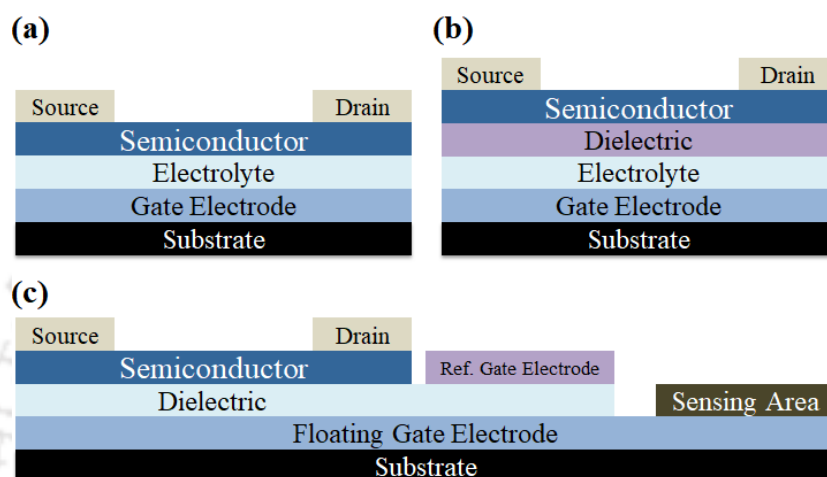 (a)
Source Drain
Semiconductor
Electrolyte
Gate Electrode
Substrate
(b)
Source Drain
Semiconductor
Dielectric
Electrolyte
Gate Electrode
Substrate
(c)
Source Drain
Semiconductor Ref. Gate Electrode
Dielectric Sensing Area
Floating Gate Electrode
Substrate